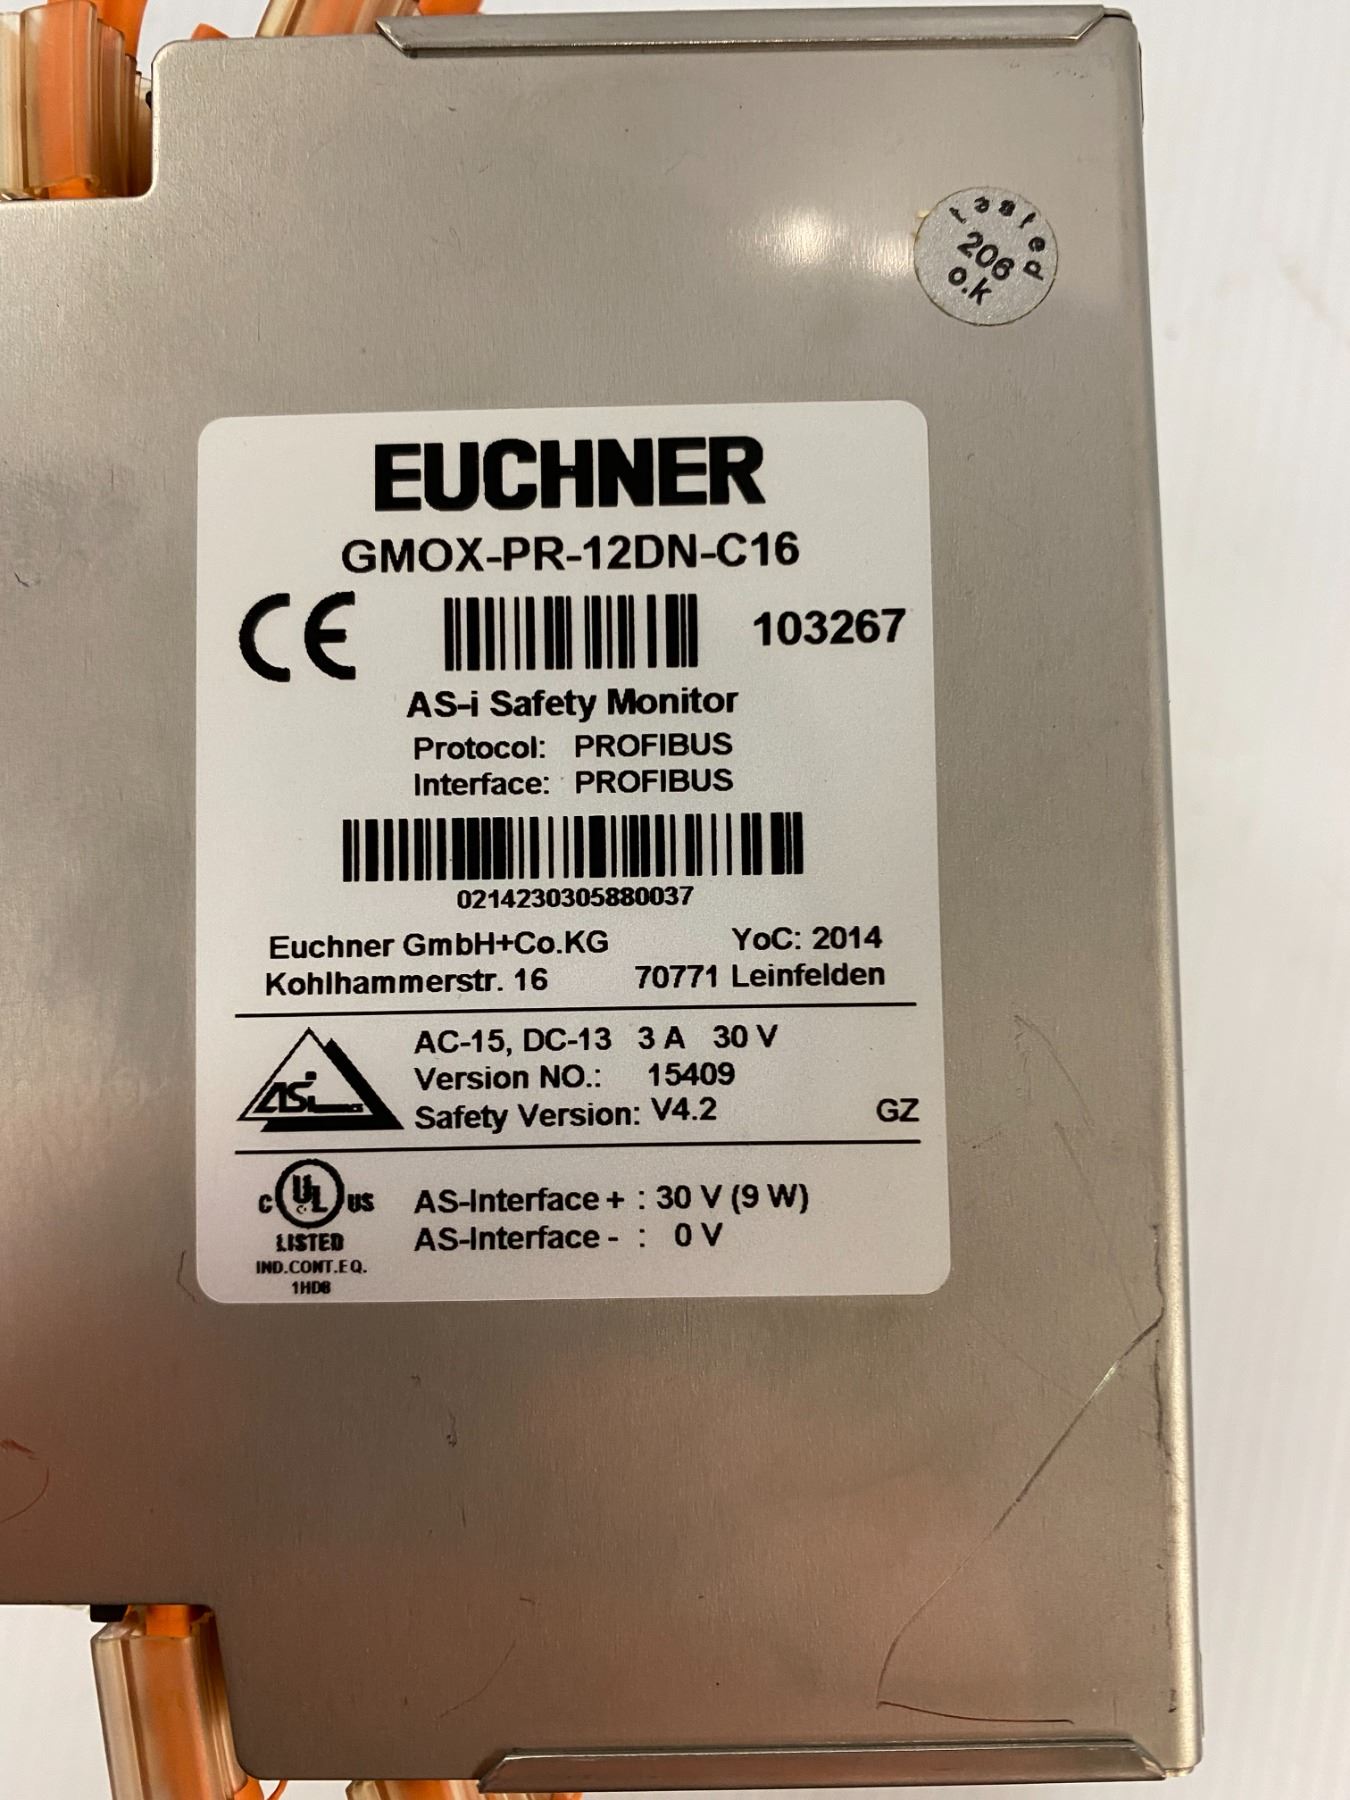 tested
206
o.k
EUCHNER
GMOX-PR-12DN-C16
CE
103267
AS-i Safety Monitor
Protocol: PROFIBUS
Interface: PROFIBUS
0214230305880037
Euchner GmbH+Co.KG YoC: 2014
Kohlhammerstr. 16 70771 Leinfelden
AC-15, DC-13 3 A 30 V
ASi
Version NO.: 15409
Safety Version: V4.2 GZ
C UL US
LISTED
IND.CONT.EQ.
1HD8
AS-Interface + : 30 V (9 W)
AS-Interface - : 0 V